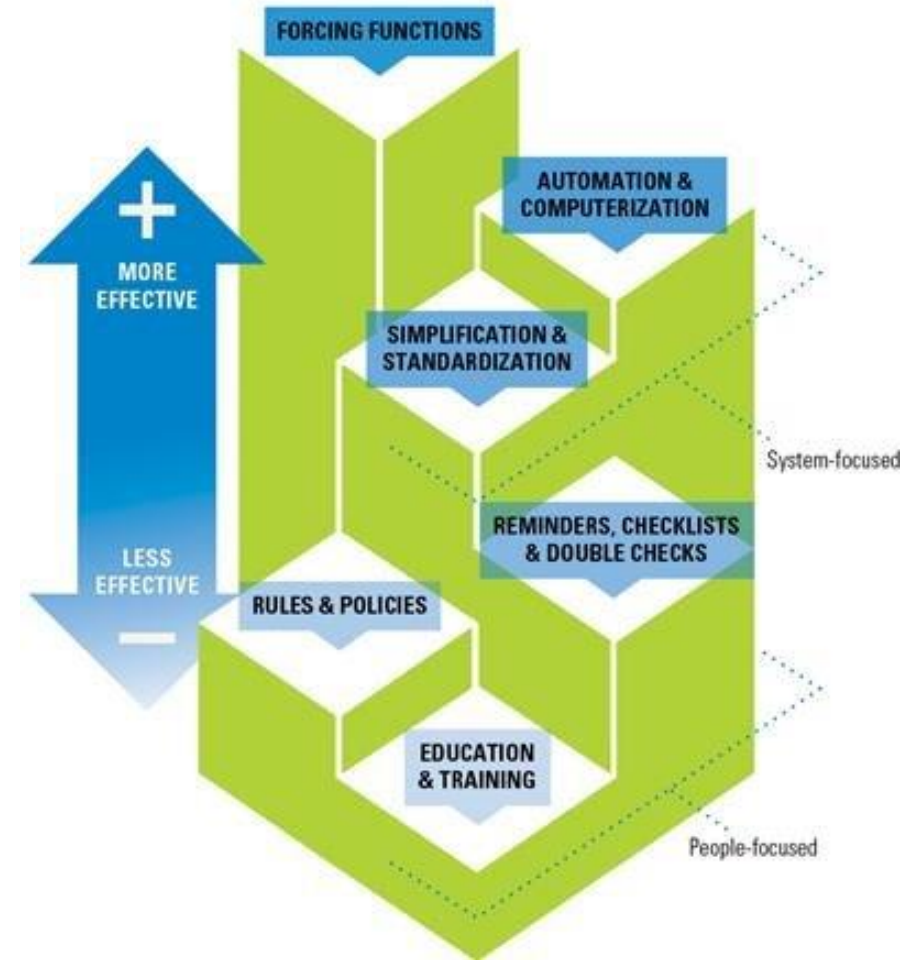 FORCING FUNCTIONS
AUTOMATION &
COMPUTERIZATION
+
MORE
EFFECTIVE
SIMPLIFICATION &
STANDARDIZATION
System-focused
REMINDERS, CHECKLISTS
& DOUBLE CHECKS
LESS
EFFECTIVE
–
RULES & POLICIES
EDUCATION
& TRAINING
People-focused